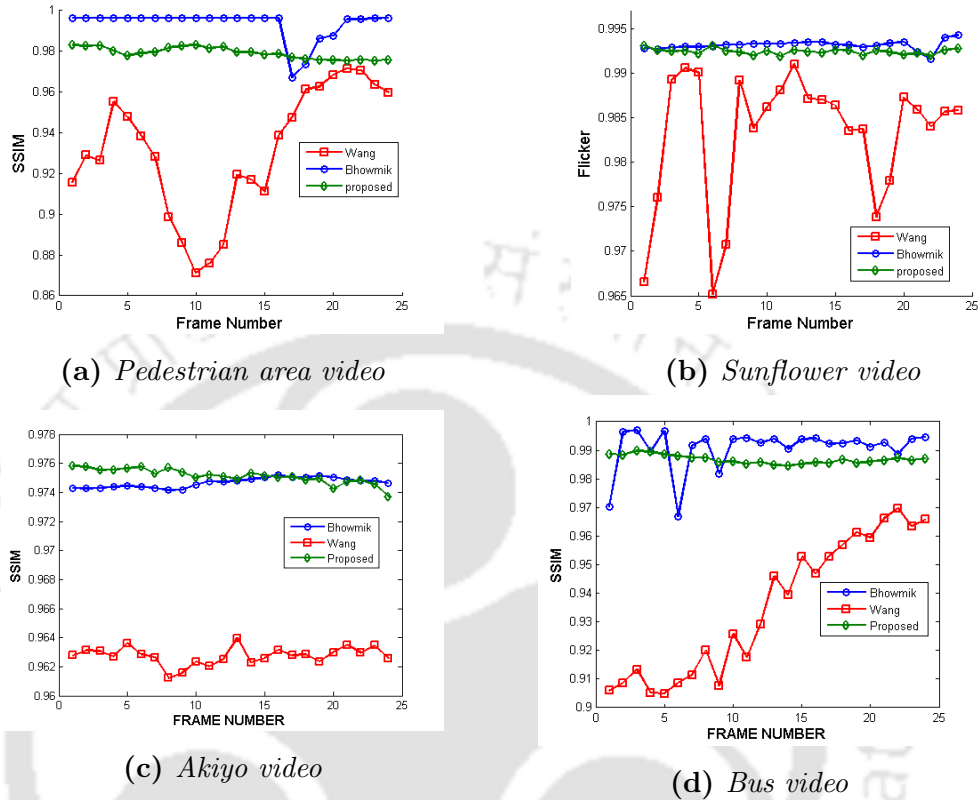 1
0.98
0.96
0.94
0.92
0.9
0.88
0.86
SSIM
0 5 10 15 20 25
Frame Number
Wang
Bhowmik
proposed
(a) Pedestrian area video
0.995
0.99
0.985
0.98
0.975
0.97
0.965
Flicker
0 5 10 15 20 25
Frame Number
Wang
Bhowmik
proposed
(b) Sunflower video
0.978
0.976
0.974
0.972
0.97
0.968
0.966
0.964
0.962
0.96
SSIM
0 5 10 15 20 25
FRAME NUMBER
Bhowmik
Wang
Proposed
(c) Akiyo video
1
0.99
0.98
0.97
0.96
0.95
0.94
0.93
0.92
0.91
0.9
SSIM
0 5 10 15 20 25
FRAME NUMBER
Bhowmik
Wang
Proposed
(d) Bus video